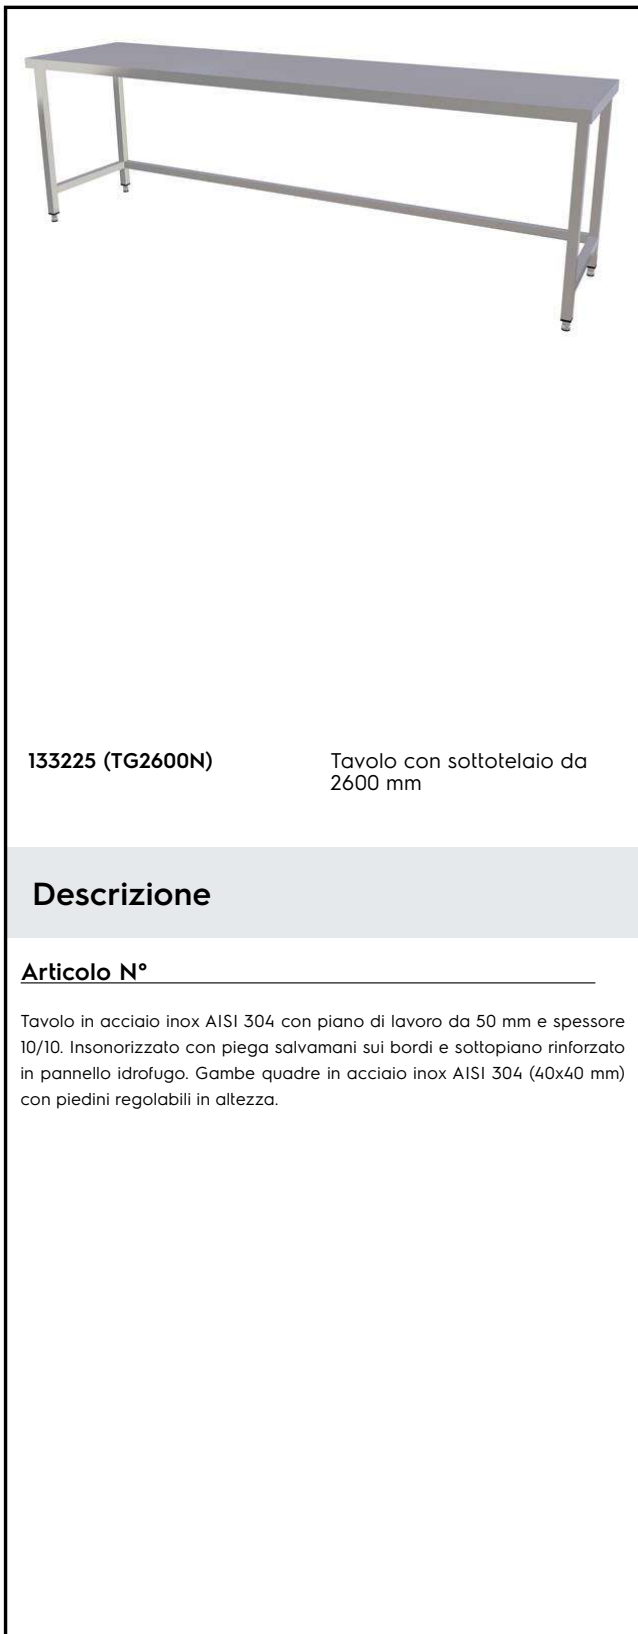 133225 (TG2600N)
Tavolo con sottotelaio da
2600 mm
Descrizione
Articolo N°
Tavolo in acciaio inox AISI 304 con piano di lavoro da 50 mm e spessore
10/10. Insonorizzato con piega salvamani sui bordi e sottopiano rinforzato
in pannello idrofugo. Gambe quadre in acciaio inox AISI 304 (40x40 mm)
con piedini regolabili in altezza.